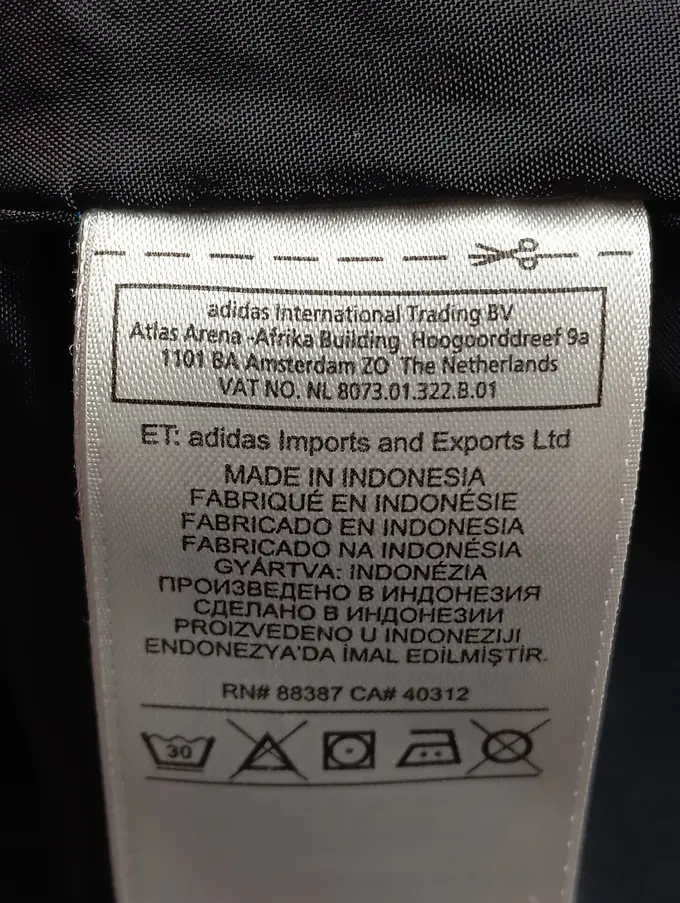 adidas International Trading BV
Atlas Arena -Afrika Building Hoogoorddreef 9a
1101 BA Amsterdam ZO The Netherlands
VAT NO. NL 8073.01.322.B.01
ET: adidas Imports and Exports Ltd
MADE IN INDONESIA
FABRIQUÉ EN INDONÉSIE
FABRICADO EN INDONESIA
FABRICADO NA INDONÉSIA
GYÁRTVA: INDONÉZIA
ПРОИЗВЕДЕНО В ИНДОНЕЗИЯ
СДЕЛАНО В ИНДОНЕЗИИ
PROIZVEDENO U INDONEZIJI
ENDONEZYA'DA İMAL EDİLMİŞTİR.
RN# 88387 CA# 40312
30